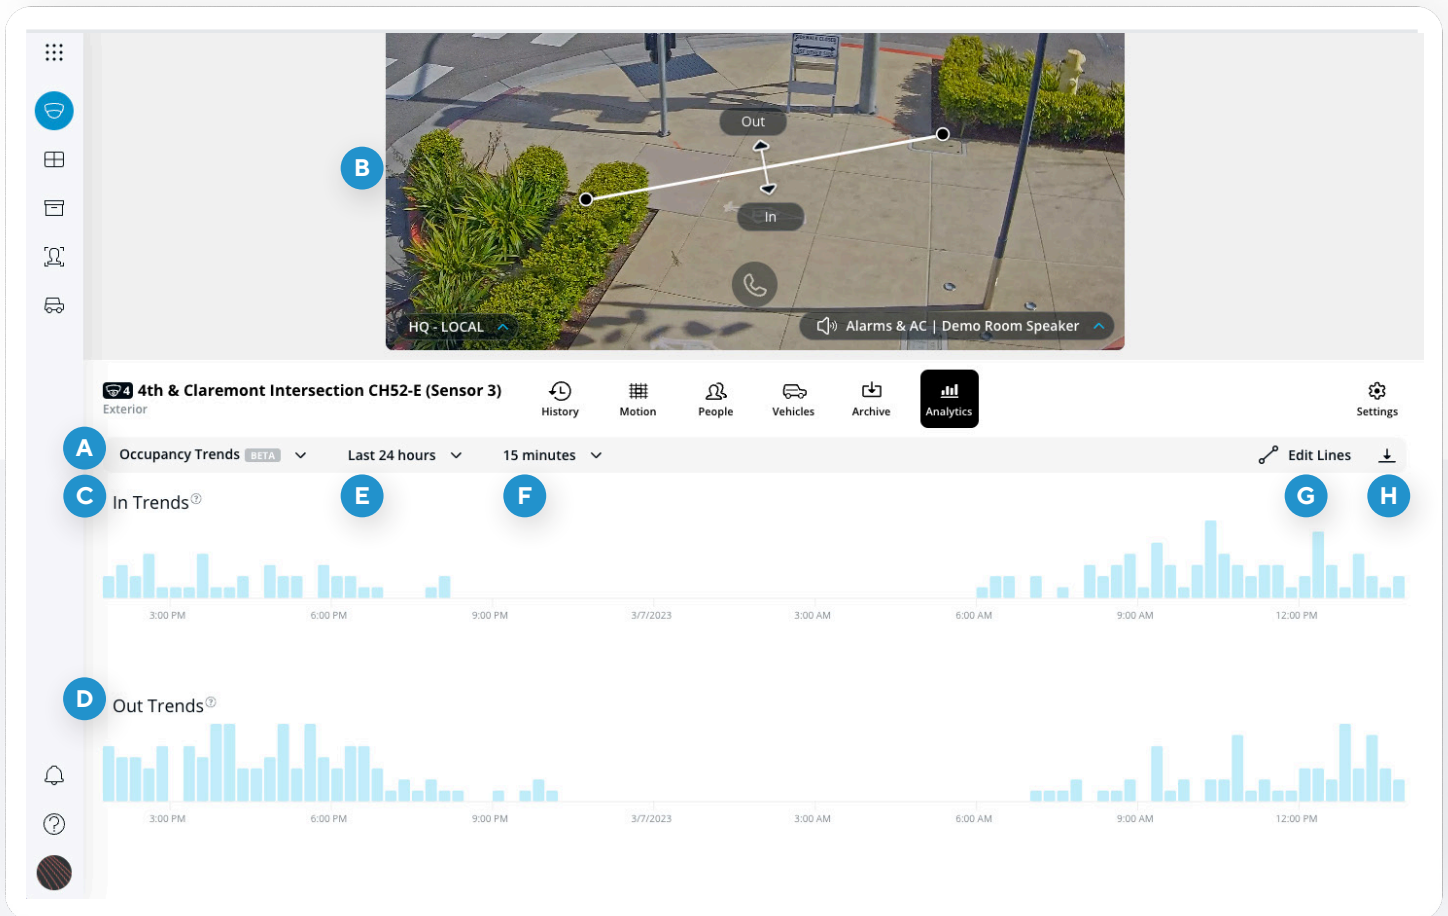 Out
B
In
HQ - LOCAL
Alarms & AC | Demo Room Speaker
4 4th & Claremont Intersection CH52-E (Sensor 3)
Exterior
History
Motion
People
Vehicles
Archive
Analytics
Settings
A
Occupancy Trends BETA
Last 24 hours
15 minutes
Edit Lines
C
In Trends
E
F
G
H
3:00 PM
6:00 PM
9:00 PM
3/7/2023
3:00 AM
6:00 AM
9:00 AM
12:00 PM
D
Out Trends
3:00 PM
6:00 PM
9:00 PM
3/7/2023
3:00 AM
6:00 AM
9:00 AM
12:00 PM